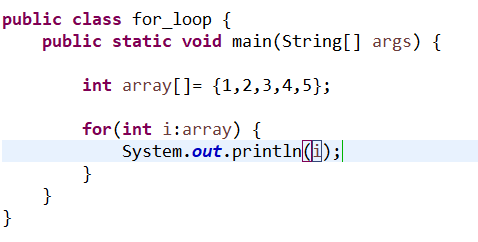 public class for_loop {
public static void main(String[] args) {
int array[]= {1,2,3,4,5};
for(int i:array) {
System.out.println(i);
}
}
}